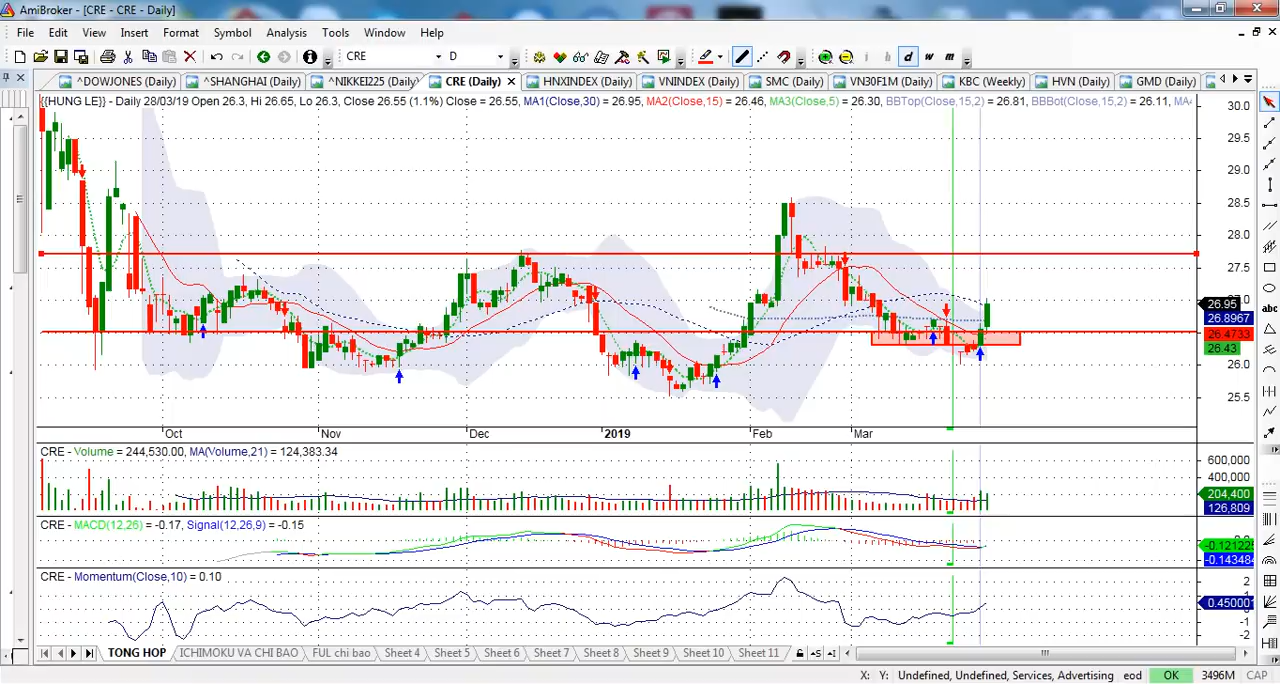 AmiBroker - [CRE - CRE - Daily]
File Edit View Insert Format Symbol Analysis Tools Window Help
CRE D
d w m
^DOWJONES (Daily) ^SHANGHAI (Daily) ^NIKKEI225 (Daily) CRE (Daily) HNXINDEX (Daily) VNINDEX (Daily) SMC (Daily) VN30F1M (Daily) KBC (Weekly) HVN (Daily) GMD (Daily)
{{HUNG LE}} - Daily 28/03/19 Open 26.3, Hi 26.65, Lo 26.3, Close 26.55 (1.1%) Close = 26.55, MA1(Close,30) = 26.95, MA2(Close,15) = 26.46, MA3(Close,5) = 26.30, BBTop(Close,15,2) = 26.81, BBBot(Close,15,2) = 26.11,
30.0
29.5
29.0
28.5
28.0
27.5
26.95
26.8967
26.4733
26.43
26.0
25.5
Oct Nov Dec 2019 Feb Mar
CRE - Volume = 244,530.00, MA(Volume,21) = 124,383.34
600,000
400,000
204,400
126,809
CRE - MACD(12,26) = -0.17, Signal(12,26,9) = -0.15
-0.121225
-0.143484
CRE - Momentum(Close,10) = 0.10
2
1
0.45000
-1
-2
TONG HOP ICHIMOKU VA CHI BAO FUL chi bao Sheet 4 Sheet 5 Sheet 6 Sheet 7 Sheet 8 Sheet 9 Sheet 10 Sheet 11
X: Y: Undefined, Undefined, Services, Advertising eod OK 3496M CAP
abc